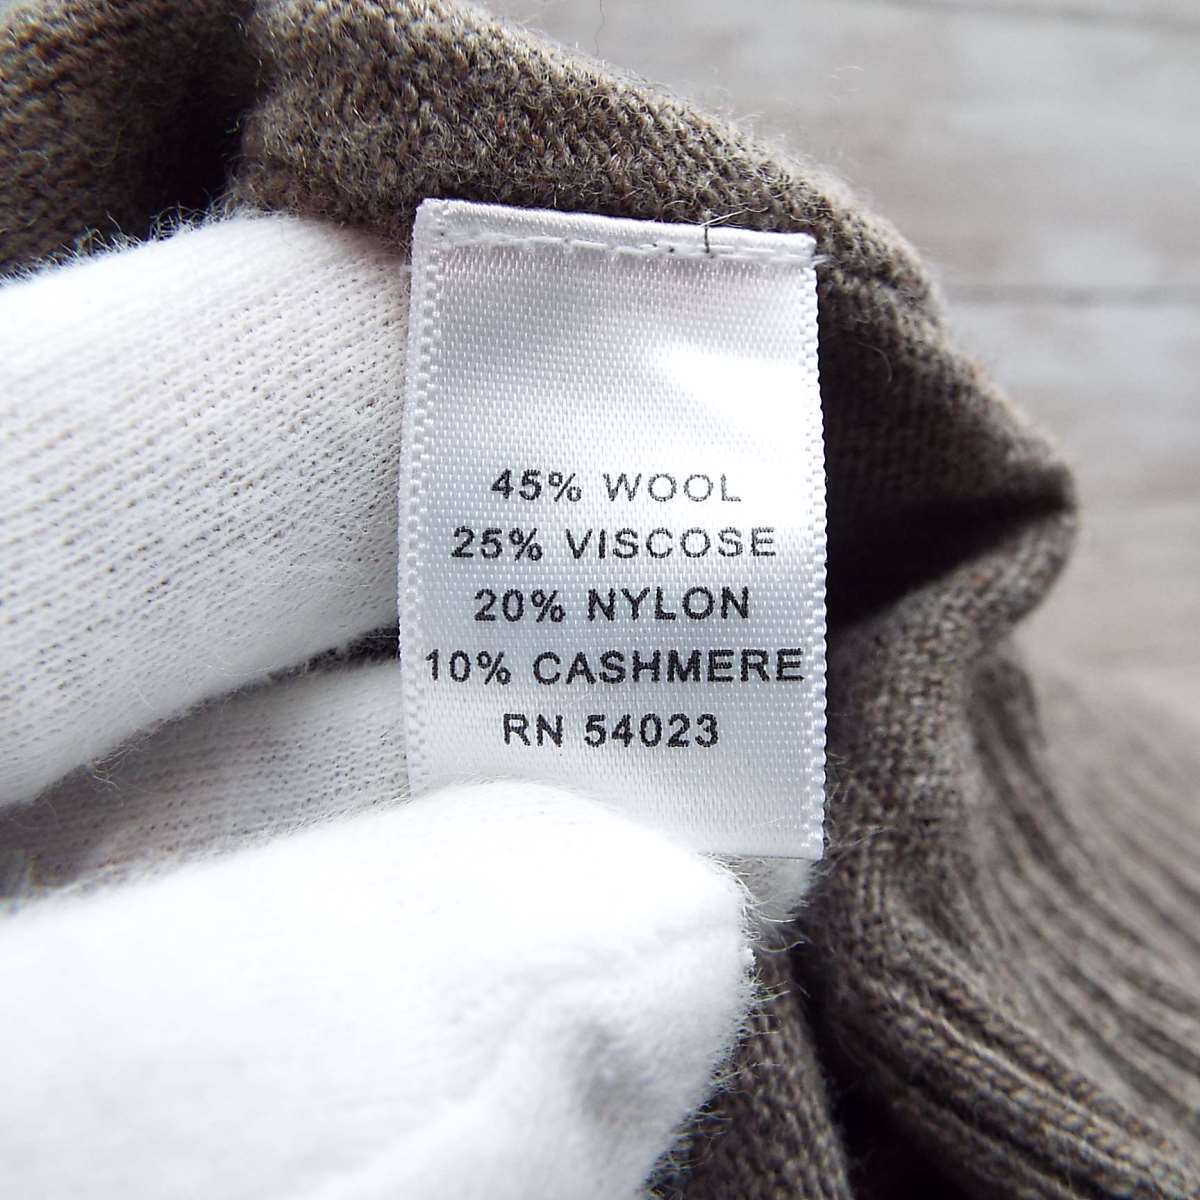 45% WOOL
25% VISCOSE
20% NYLON
10% CASHMERE
RN 54023